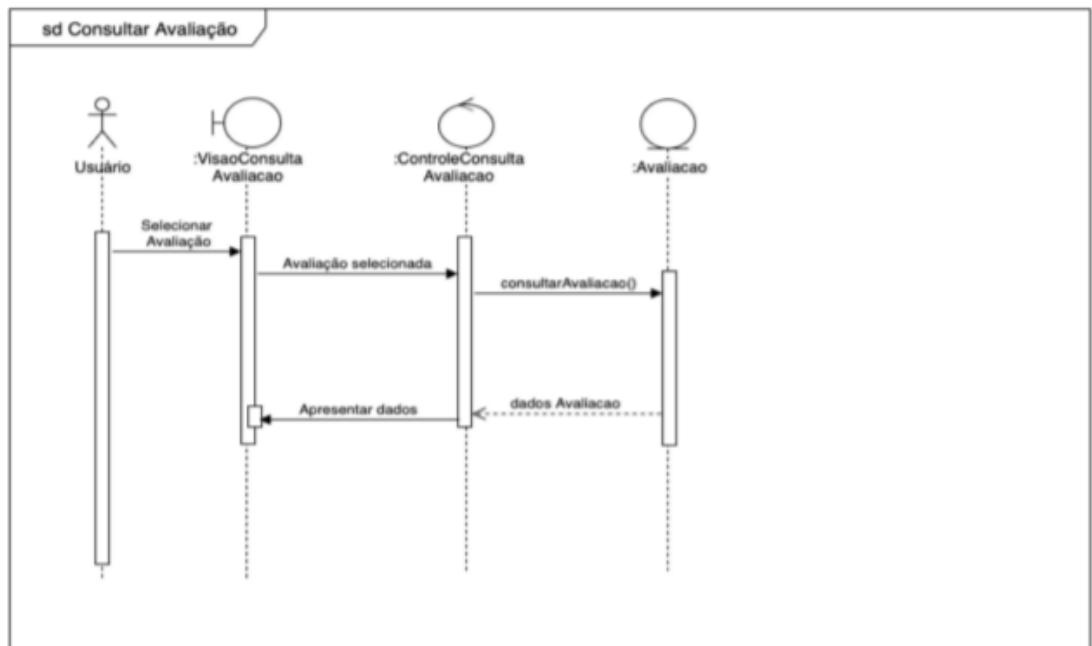 sd Consultar Avaliação
Usuário
:VisaoConsulta
Avaliacao
:ControleConsulta
Avaliacao
:Avaliacao
Selecionar
Avaliação
Avaliação selecionada
consultarAvaliacao()
dados Avaliacao
Apresentar dados